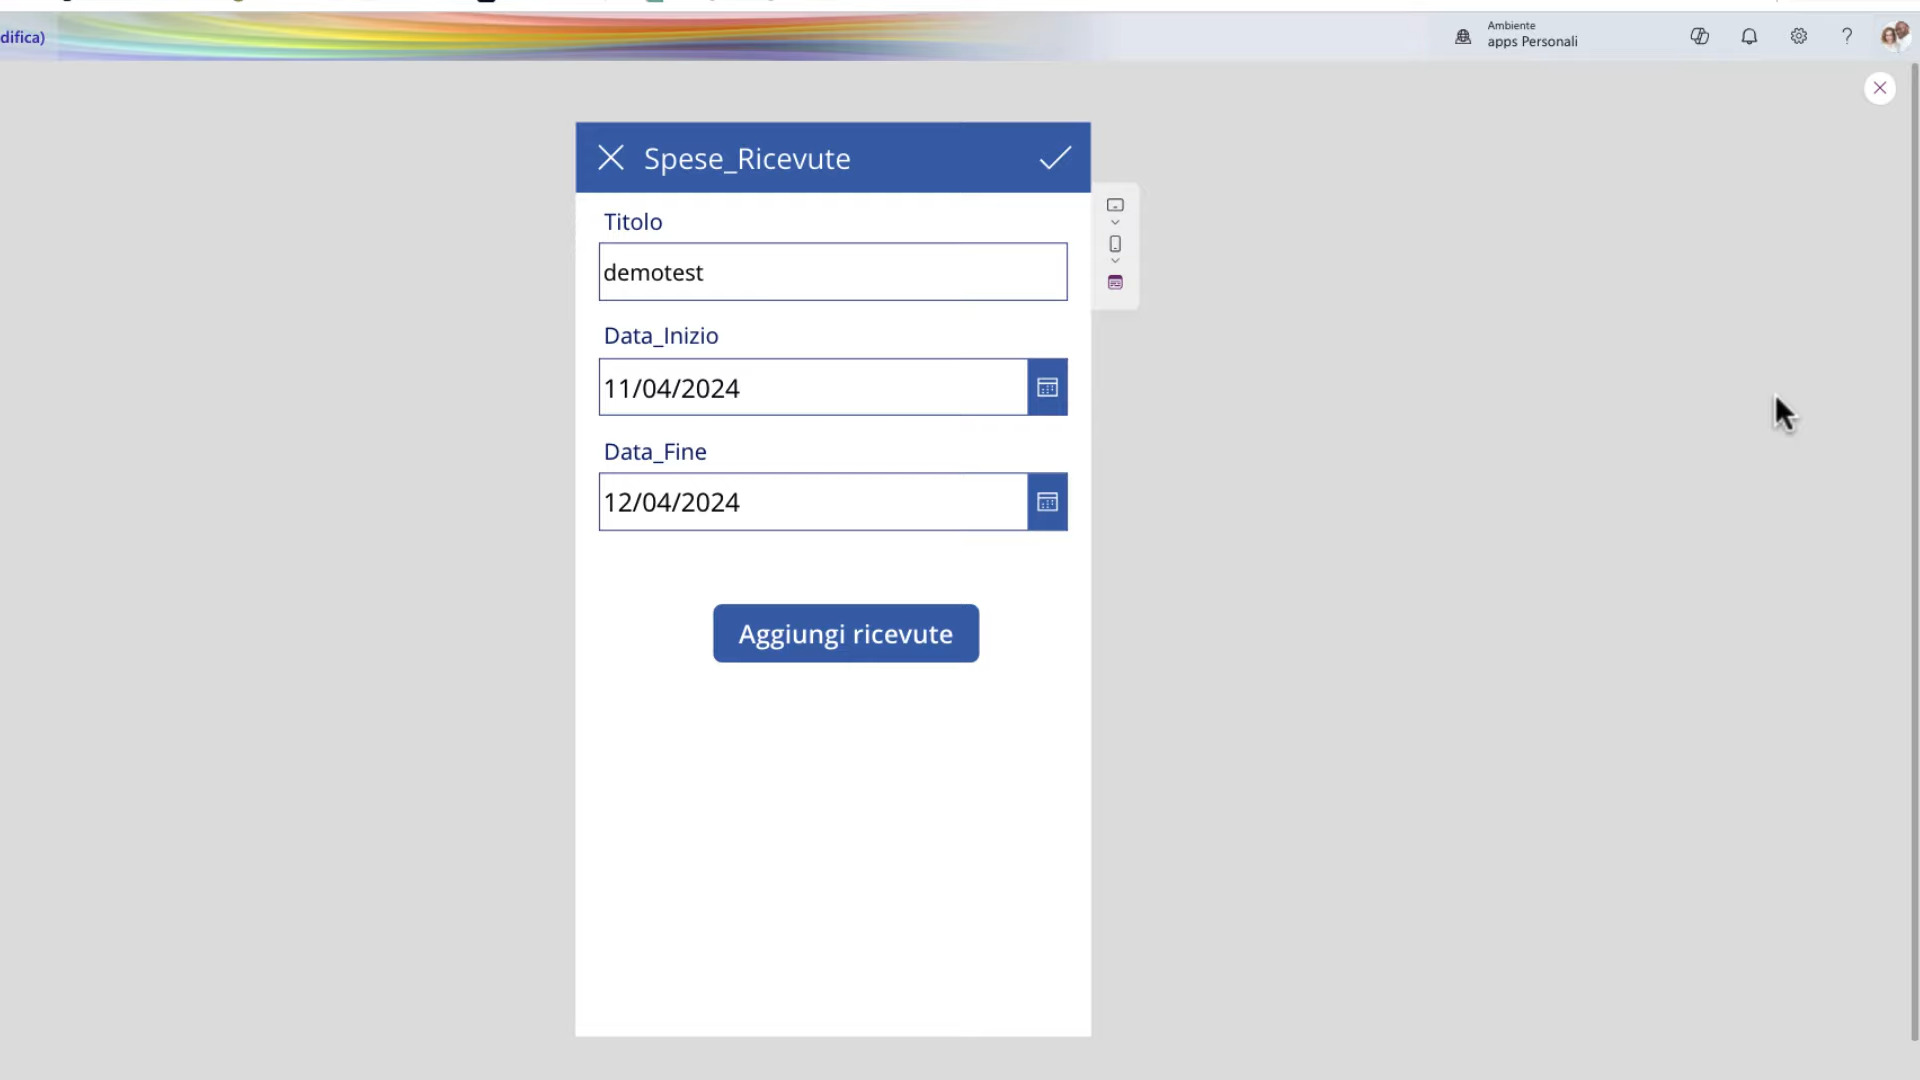 difica)
Ambiente
apps Personali
Spese_Ricevute
Titolo
demotest
Data_Inizio
11/04/2024
Data_Fine
12/04/2024
Aggiungi ricevute